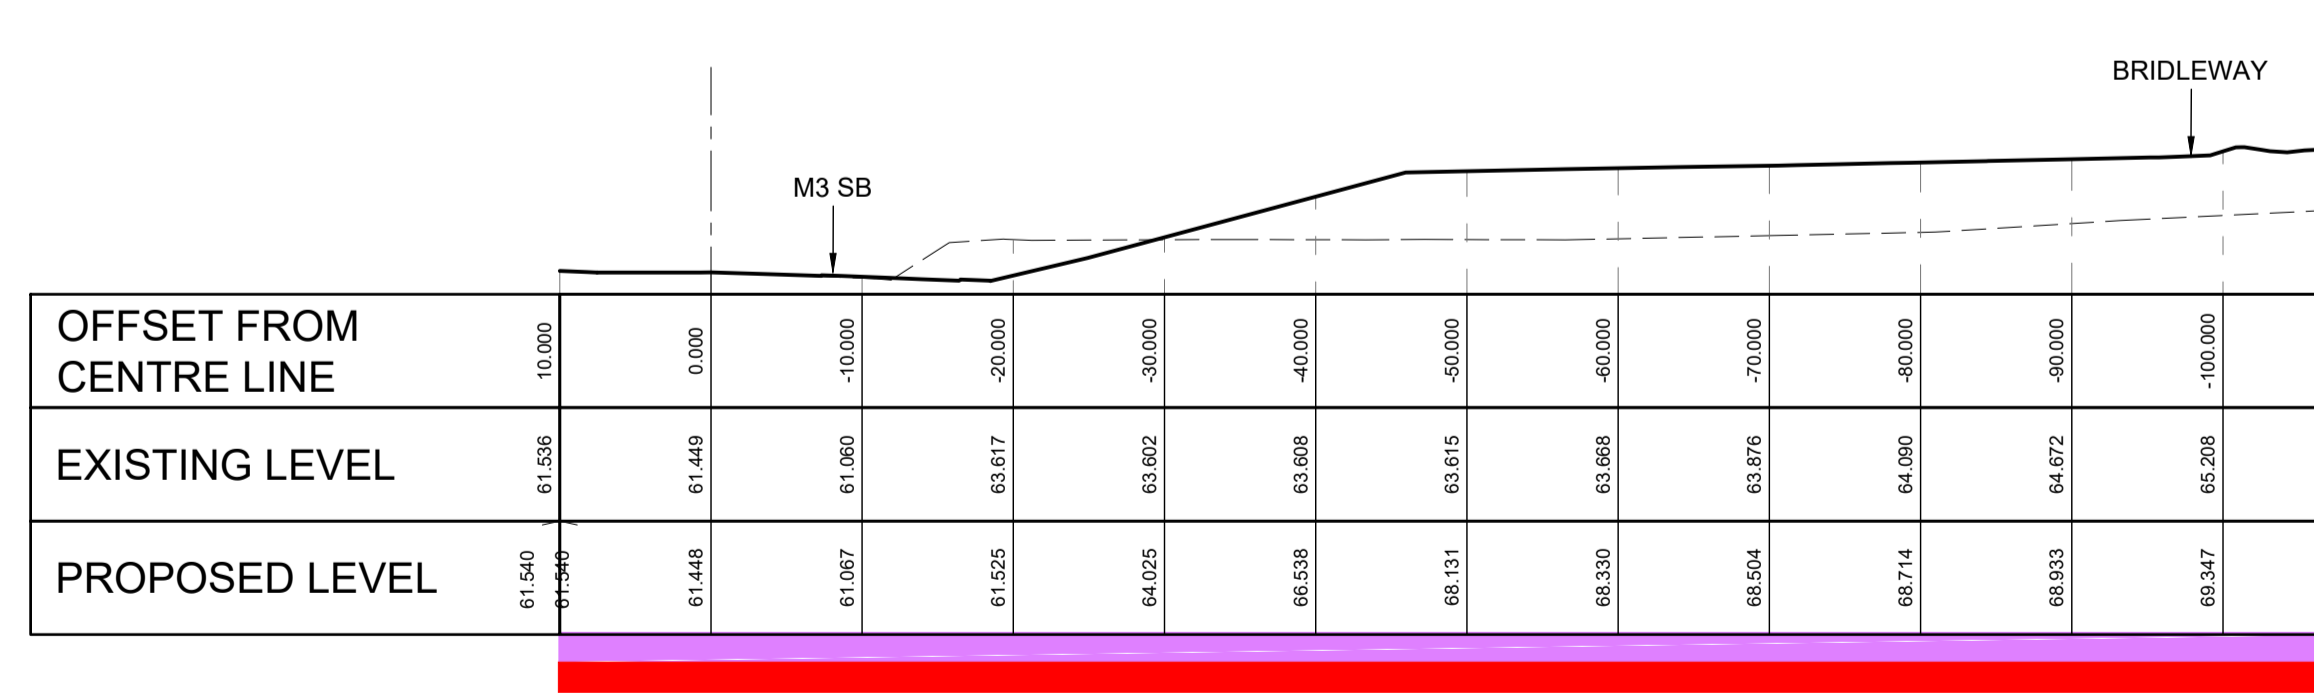 BRIDLEWAY
M3 SB
OFFSET FROM
CENTRE LINE
10.000 0.000 -10.000 -20.000 -30.000 -40.000 -50.000 -60.000 -70.000 -80.000 -90.000 -100.000
EXISTING LEVEL
61.536 61.449 61.060 63.617 63.602 63.608 63.615 63.668 63.876 64.090 64.672 65.208
PROPOSED LEVEL
61.540 61.540 61.448 61.067 61.525 64.025 66.538 68.131 68.330 68.504 68.714 68.933 69.347